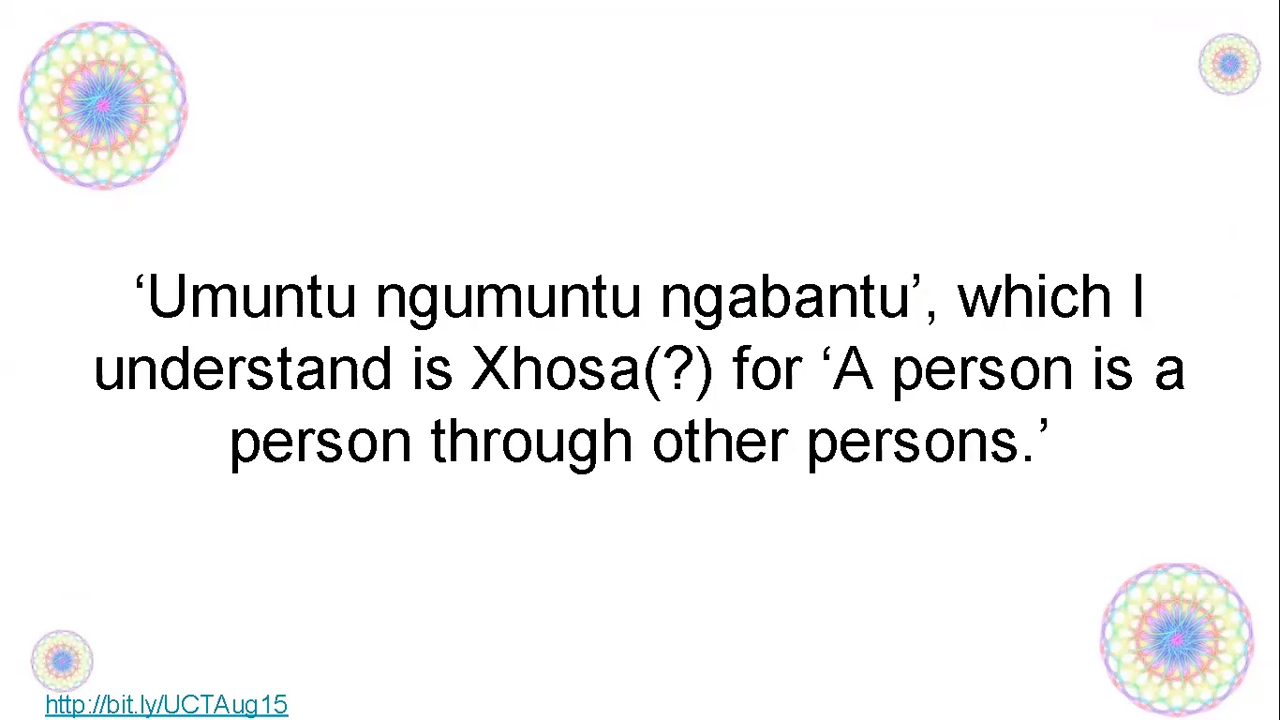 ‘Umuntu ngumuntu ngabantu’, which I
understand is Xhosa(?) for ‘A person is a
person through other persons.’
http://bit.ly/UCTAug15